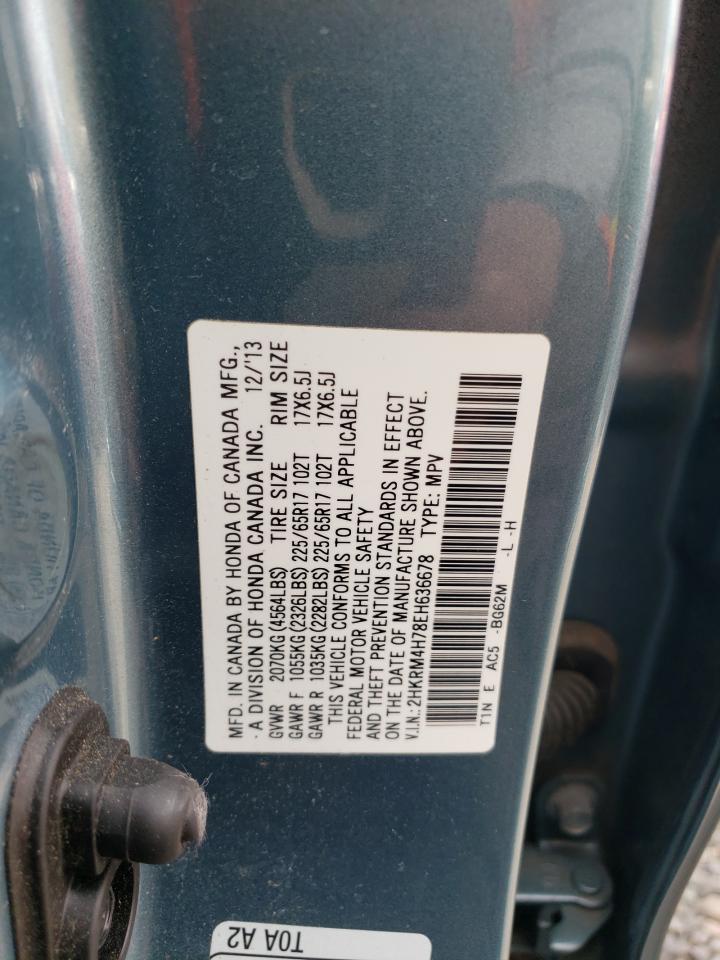 MFD. IN CANADA BY HONDA OF CANADA MFG.,
A DIVISION OF HONDA CANADA INC. 12/'13
GVWR 2070KG(4564LBS) TIRE SIZE RIM SIZE
GAWR F 1055KG(2326LBS) 225/65R17 102T 17X6.5J
GAWR R 1035KG(2282LBS) 225/65R17 102T 17X6.5J
THIS VEHICLE CONFORMS TO ALL APPLICABLE
FEDERAL MOTOR VEHICLE SAFETY
AND THEFT PREVENTION STANDARDS IN EFFECT
ON THE DATE OF MANUFACTURE SHOWN ABOVE.
V.I.N.:2HKRM4H78EH636678 TYPE: MPV
T1N E AC5 -BG62M -L -H
T0A A2